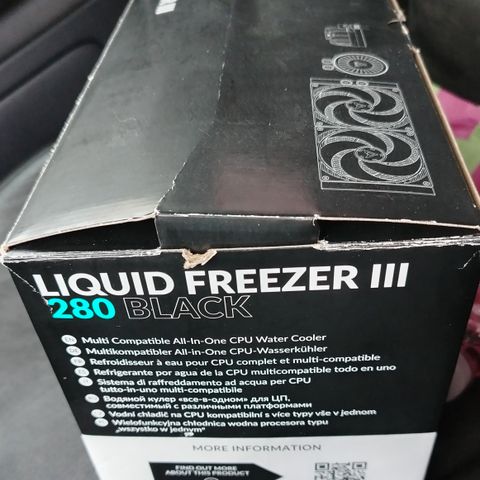 LIQUID FREEZER III
280 BLACK
Multi Compatible All-In-One CPU Water Cooler
Multikompatibler All-in-One CPU-Wasserkühler
Refroidisseur à eau pour CPU complet et multi-compatible
Refrigerante por agua de la CPU multicompatible todo en uno
Sistema di raffreddamento ad acqua per CPU
tutto-in-uno multi-compatibile
Водяной кулер «все-в-одном» для ЦП,
совместимый с различными платформами
Vodní chladič na CPU kompatibilní s více typy vše v jednom
Wielofunkcyjna chłodnica wodna procesora typu
„wszystko w jednym"
MORE INFORMATION
FIND OUT MORE
ABOUT THIS PRODUCT